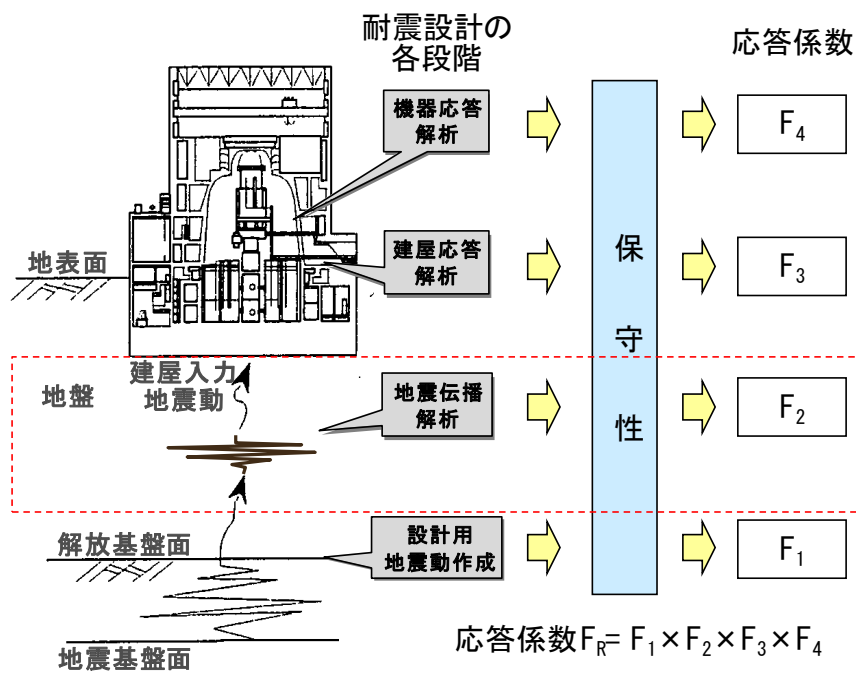 耐震設計の
各段階
応答係数
機器応答
解析
F4
地表面
建屋応答
解析
保
守
性
F3
建屋入力
地震動
地盤
地震伝播
解析
F2
解放基盤面
設計用
地震動作成
F1
地震基盤面
応答係数FR= F1×F2×F3×F4